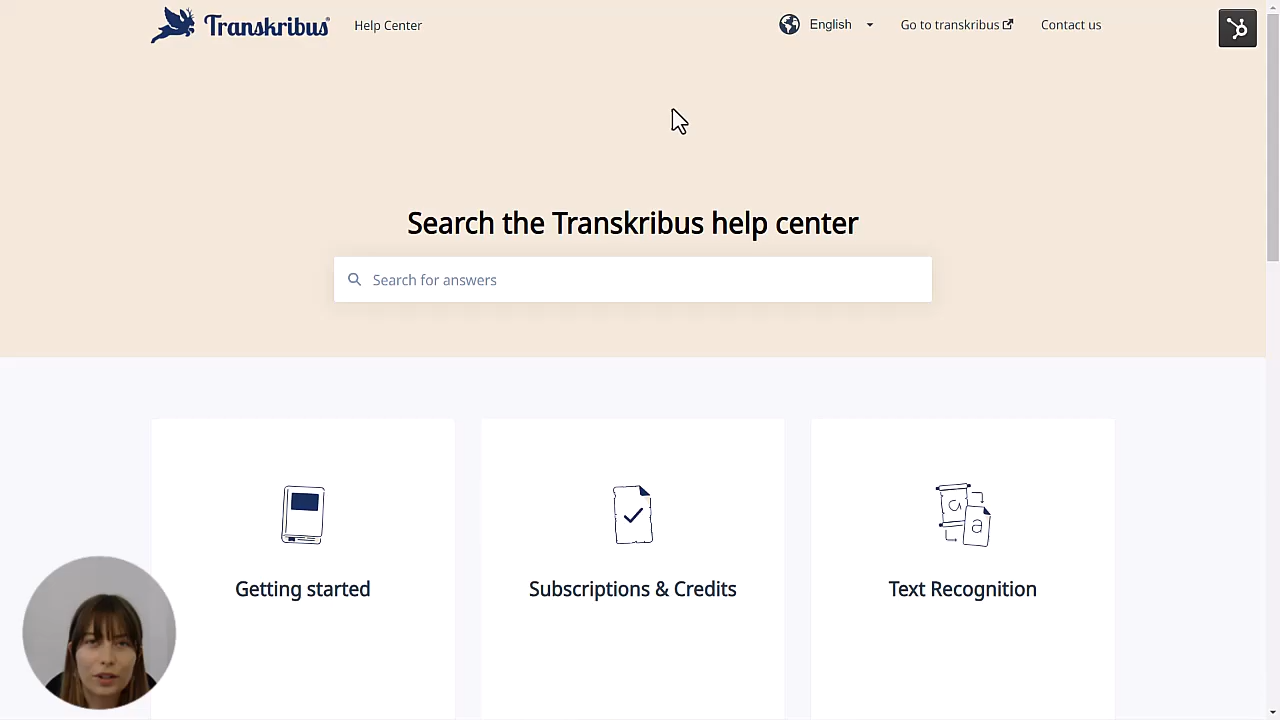 Transkribus®
Help Center
English
Go to transkribus
Contact us
Search the Transkribus help center
Search for answers
Getting started
Subscriptions & Credits
Text Recognition
a
a